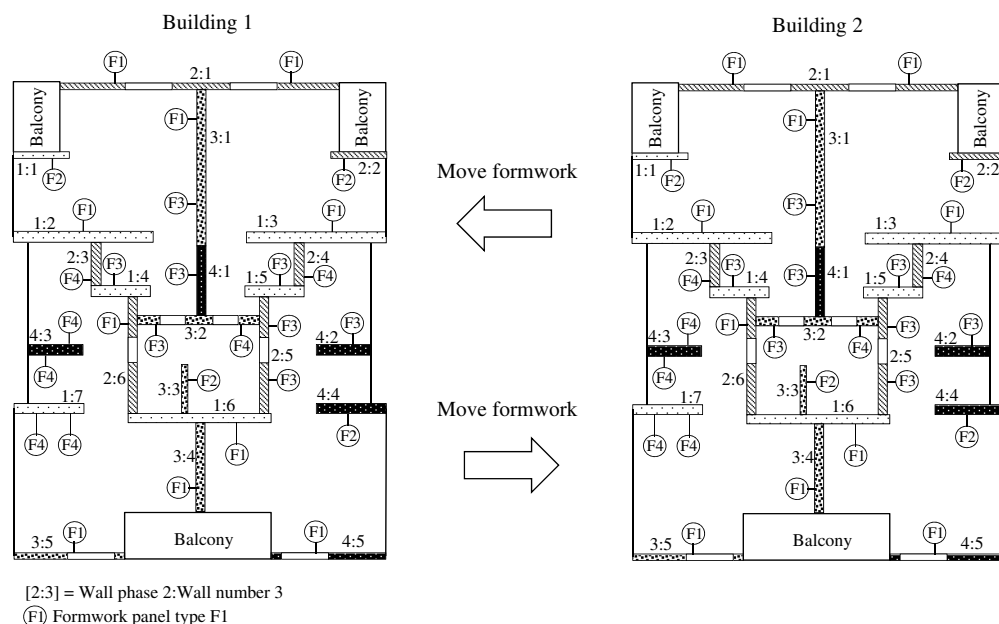 Building 1
F1
F1
2:1
Balcony
Balcony
F1
3:1
1:1
F2
F2
2:2
F1
F3
F1
1:2
1:3
2:3
F3
F3
4:1
F3
2:4
F4
F4
1:4
1:5
F1
F3
3:2
F4
F3
4:3
F3
F4
4:2
F4
2:5
2:6
F2
F3
3:3
1:7
1:6
4:4
F4
F4
F1
F2
3:4
F1
F1
Balcony
F1
3:5
4:5
Move formwork
Move formwork
Building 2
F1
F1
2:1
Balcony
Balcony
F1
3:1
1:1
F2
F2
2:2
F1
F3
F1
1:2
1:3
2:3
F3
F3
4:1
F3
2:4
F4
F4
1:4
1:5
F1
F3
3:2
F4
F3
4:3
F3
F4
4:2
F4
2:5
2:6
F2
F3
3:3
1:7
1:6
4:4
F4
F4
F1
F2
3:4
F1
F1
Balcony
F1
3:5
4:5
[2:3] = Wall phase 2:Wall number 3
F1 Formwork panel type F1